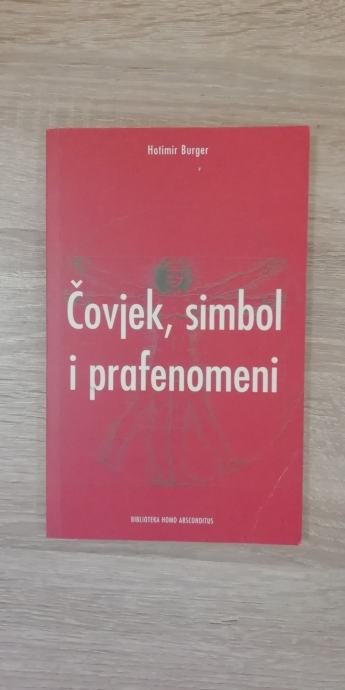 Hotimir Burger
Čovjek, simbol
i prafenomeni
BIBLIOTEKA HOMO ABSCONDITUS